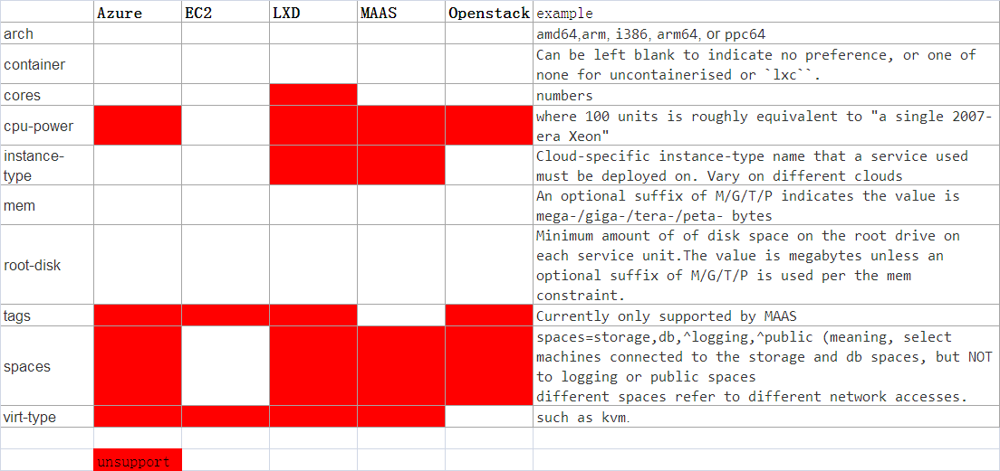 Azure EC2 LXD MAAS Openstack example
arch amd64,arm, i386, arm64, or ppc64
container Can be left blank to indicate no preference, or one of
none for uncontainerised or `lxc``.
cores numbers
cpu-power where 100 units is roughly equivalent to "a single 2007-
era Xeon"
instance- Cloud-specific instance-type name that a service used
type must be deployed on. Vary on different clouds
mem An optional suffix of M/G/T/P indicates the value is
mega-/giga-/tera-/peta- bytes
root-disk Minimum amount of of disk space on the root drive on
each service unit.The value is megabytes unless an
optional suffix of M/G/T/P is used per the mem
constraint.
tags Currently only supported by MAAS
spaces spaces=storage,db,^logging,^public (meaning, select
machines connected to the storage and db spaces, but NOT
to logging or public spaces
different spaces refer to different network accesses.
virt-type such as kvm.
unsupport